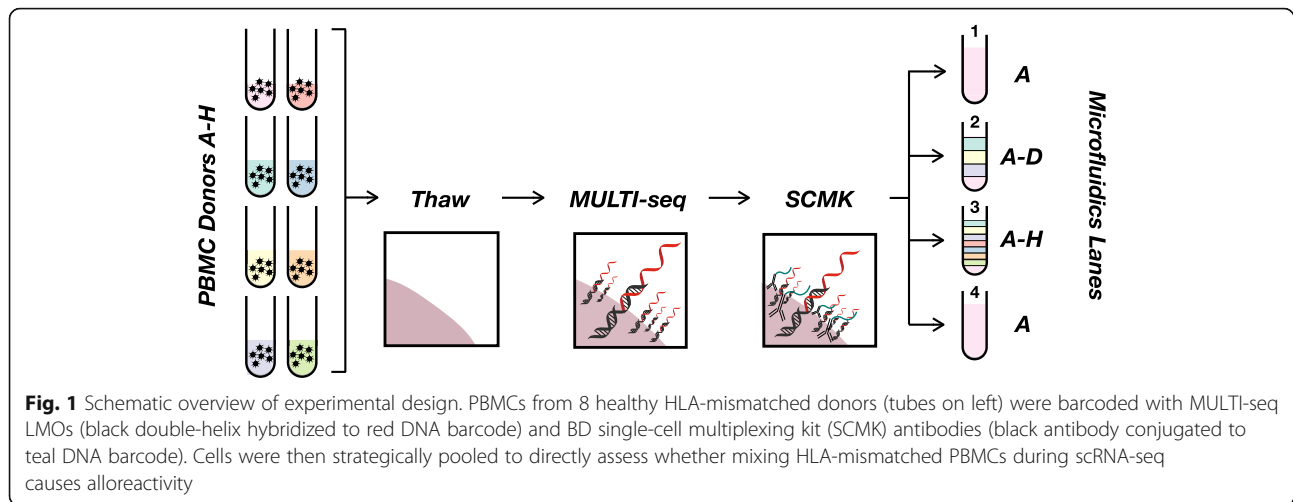 PBMC Donors A-H
Thaw
MULTI-seq
SCMK
1
A
2
A-D
3
A-H
4
A
Microfluidics Lanes
Fig. 1 Schematic overview of experimental design. PBMCs from 8 healthy HLA-mismatched donors (tubes on left) were barcoded with MULTI-seq
LMOs (black double-helix hybridized to red DNA barcode) and BD single-cell multiplexing kit (SCMK) antibodies (black antibody conjugated to
teal DNA barcode). Cells were then strategically pooled to directly assess whether mixing HLA-mismatched PBMCs during scRNA-seq
causes alloreactivity